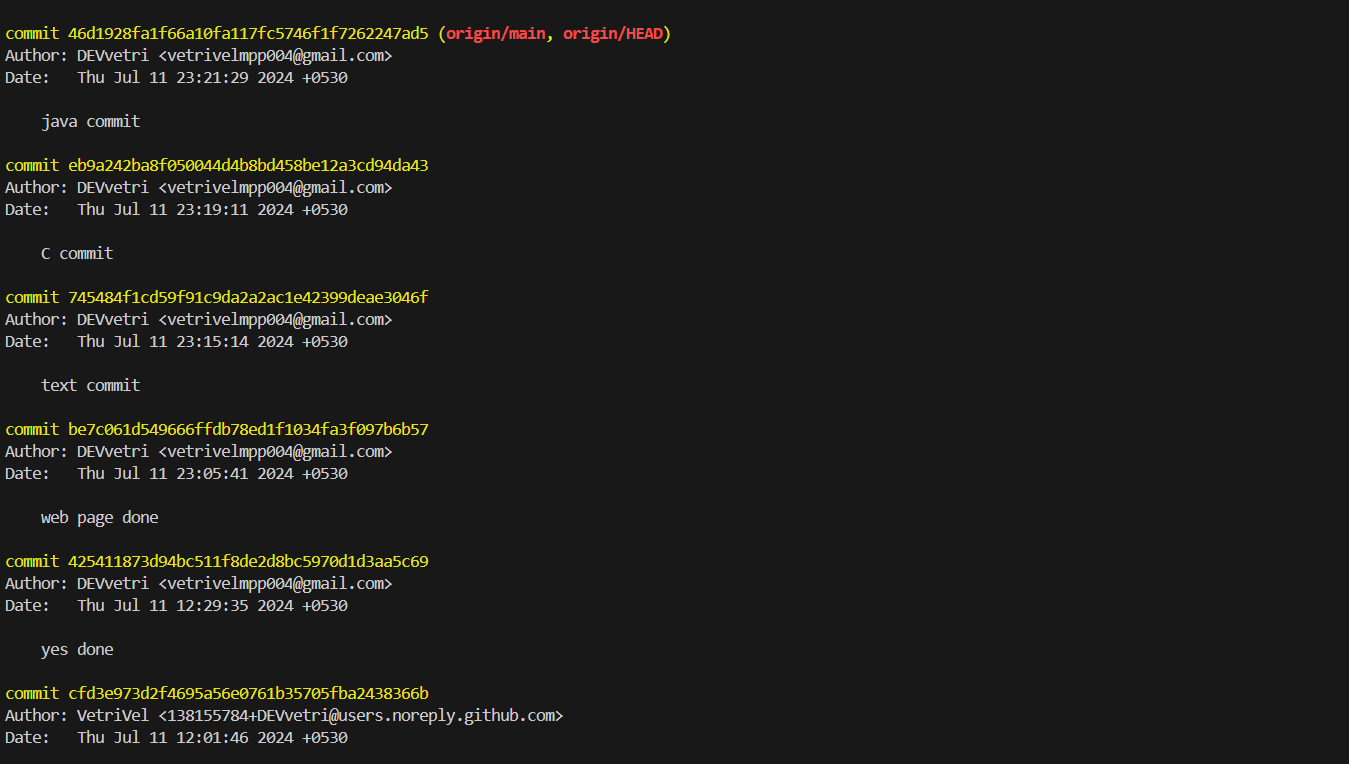 commit 46d1928fa1f66a10fa117fc5746f1f7262247ad5 (origin/main, origin/HEAD)
Author: DEVvetri <vetrivelmpp004@gmail.com>
Date:   Thu Jul 11 23:21:29 2024 +0530
java commit
commit eb9a242ba8f050044d4b8bd458be12a3cd94da43
Author: DEVvetri <vetrivelmpp004@gmail.com>
Date:   Thu Jul 11 23:19:11 2024 +0530
C commit
commit 745484f1cd59f91c9da2a2ac1e42399deae3046f
Author: DEVvetri <vetrivelmpp004@gmail.com>
Date:   Thu Jul 11 23:15:14 2024 +0530
text commit
commit be7c061d549666ffdb78ed1f1034fa3f097b6b57
Author: DEVvetri <vetrivelmpp004@gmail.com>
Date:   Thu Jul 11 23:05:41 2024 +0530
web page done
commit 425411873d94bc511f8de2d8bc5970d1d3aa5c69
Author: DEVvetri <vetrivelmpp004@gmail.com>
Date:   Thu Jul 11 12:29:35 2024 +0530
yes done
commit cfd3e973d2f4695a56e0761b35705fba2438366b
Author: VetriVel <138155784+DEVvetri@users.noreply.github.com>
Date:   Thu Jul 11 12:01:46 2024 +0530